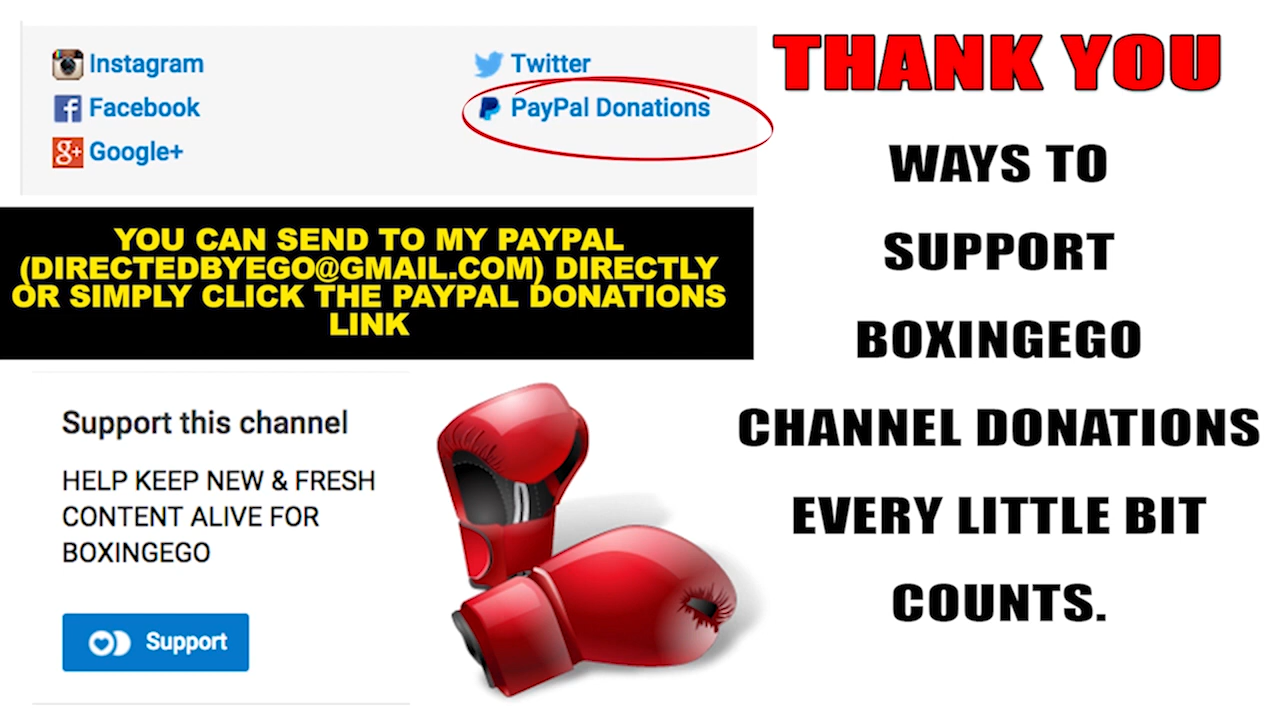 Instagram
Twitter
Facebook
PayPal Donations
Google+
YOU CAN SEND TO MY PAYPAL
(DIRECTEDBYEGO@GMAIL.COM) DIRECTLY
OR SIMPLY CLICK THE PAYPAL DONATIONS
LINK
Support this channel
HELP KEEP NEW & FRESH
CONTENT ALIVE FOR
BOXINGEGO
Support
THANK YOU
WAYS TO
SUPPORT
BOXINGEGO
CHANNEL DONATIONS
EVERY LITTLE BIT
COUNTS.